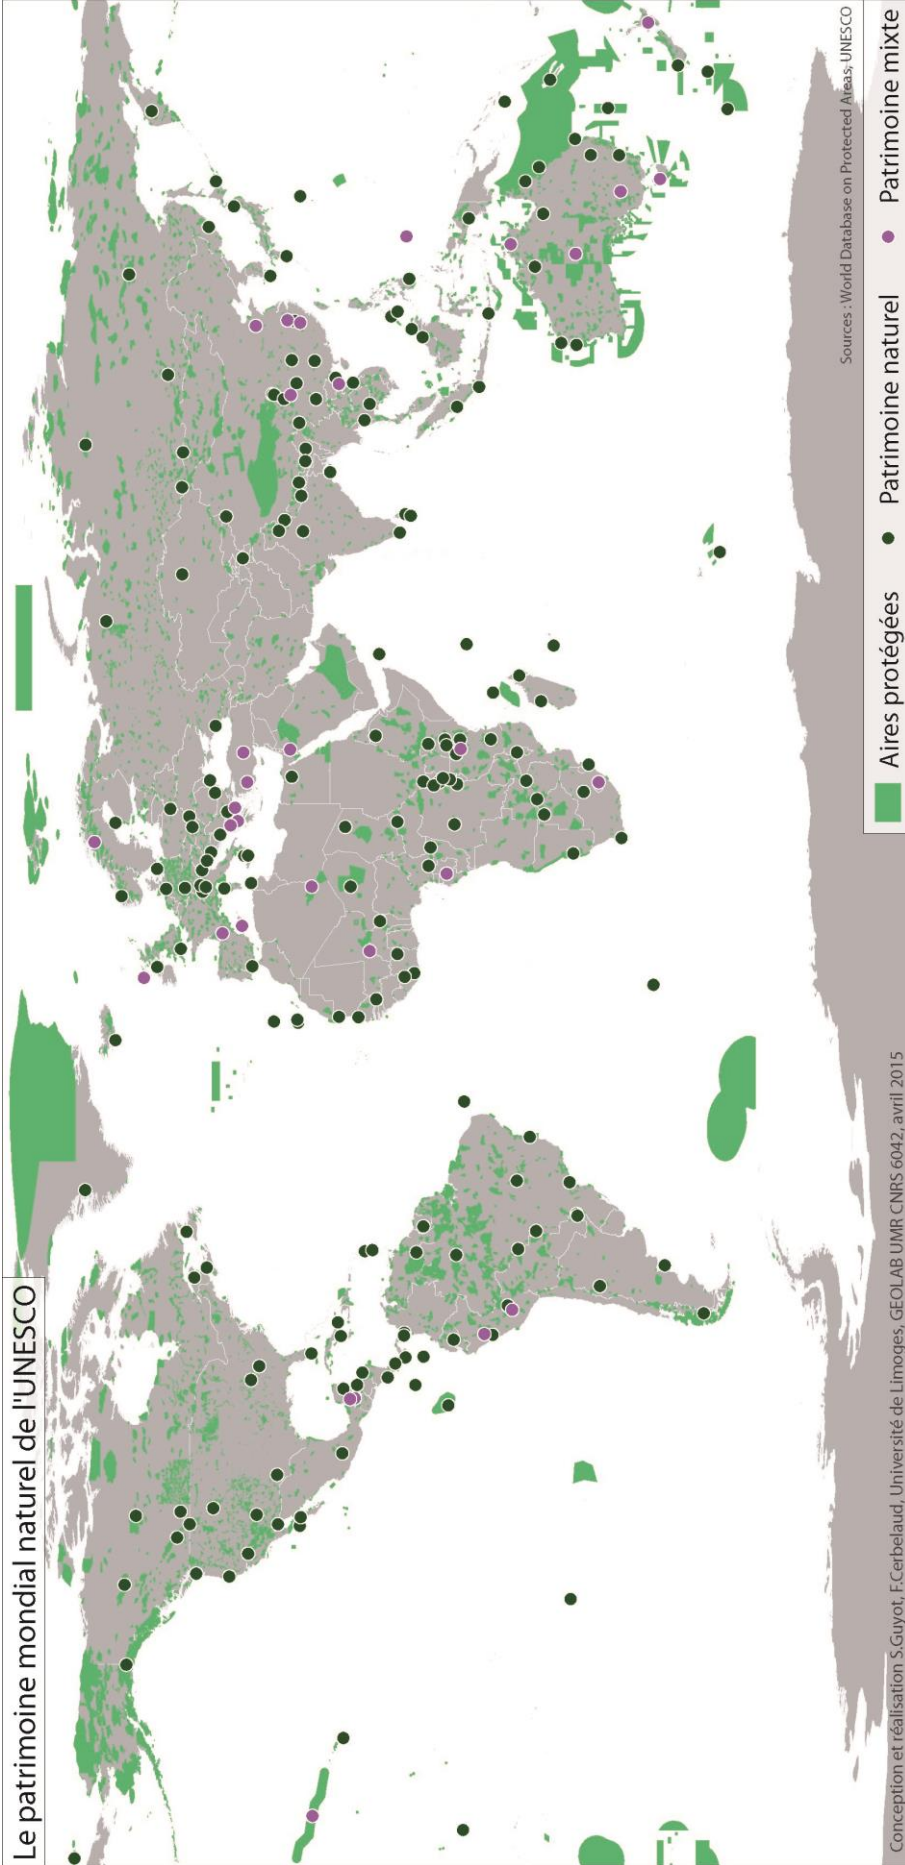 Le patrimoine mondial naturel de l'UNESCO
Sources : World Database on Protected Areas, UNESCO
Aires protégées
Patrimoine naturel
Patrimoine mixte
Conception et réalisation S.Guyot, F.Cerbelaud, Université de Limoges, GEOLAB UMR CNRS 6042, avril 2015